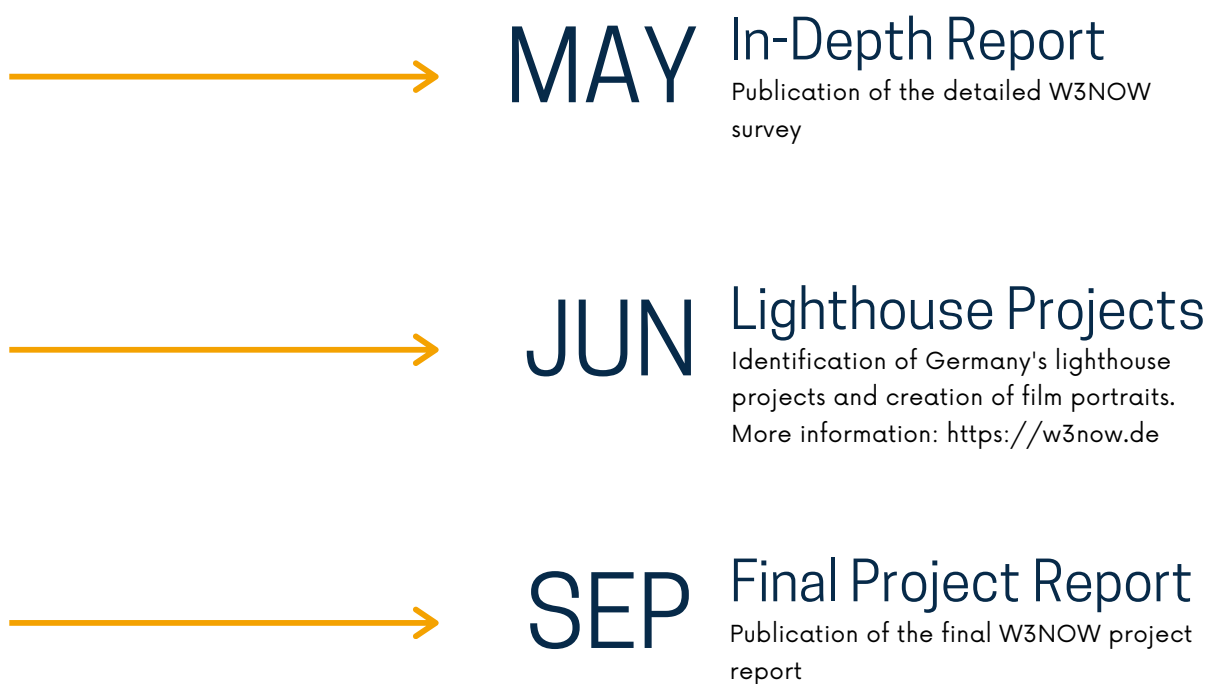 MAY
In-Depth Report
Publication of the detailed W3NOW
survey
JUN
Lighthouse Projects
Identification of Germany's lighthouse
projects and creation of film portraits.
More information: https://w3now.de
SEP
Final Project Report
Publication of the final W3NOW project
report